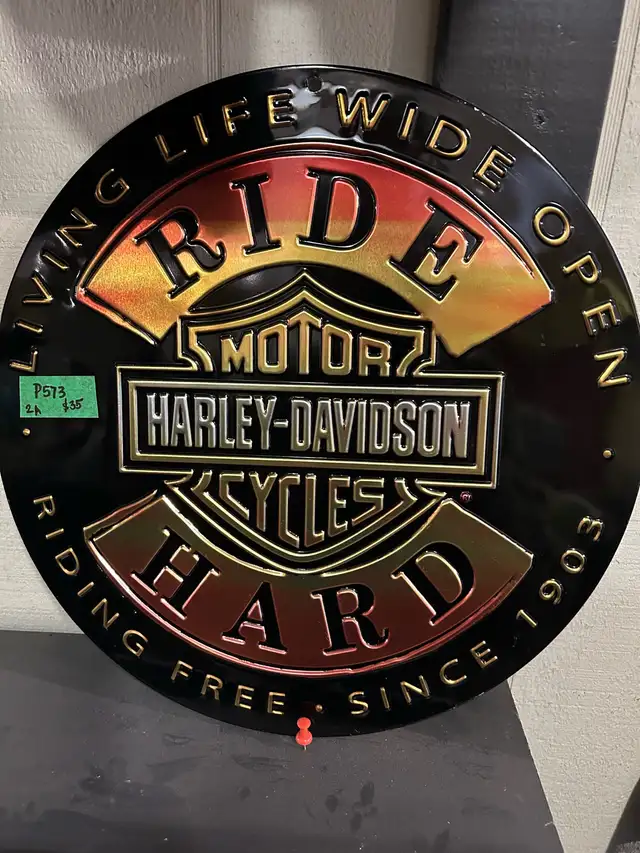 LIVING LIFE WIDE OPEN
RIDE
MOTOR
HARLEY-DAVIDSON
CYCLES
HARD
RIDING FREE • SINCE 1903
P573
2A $35